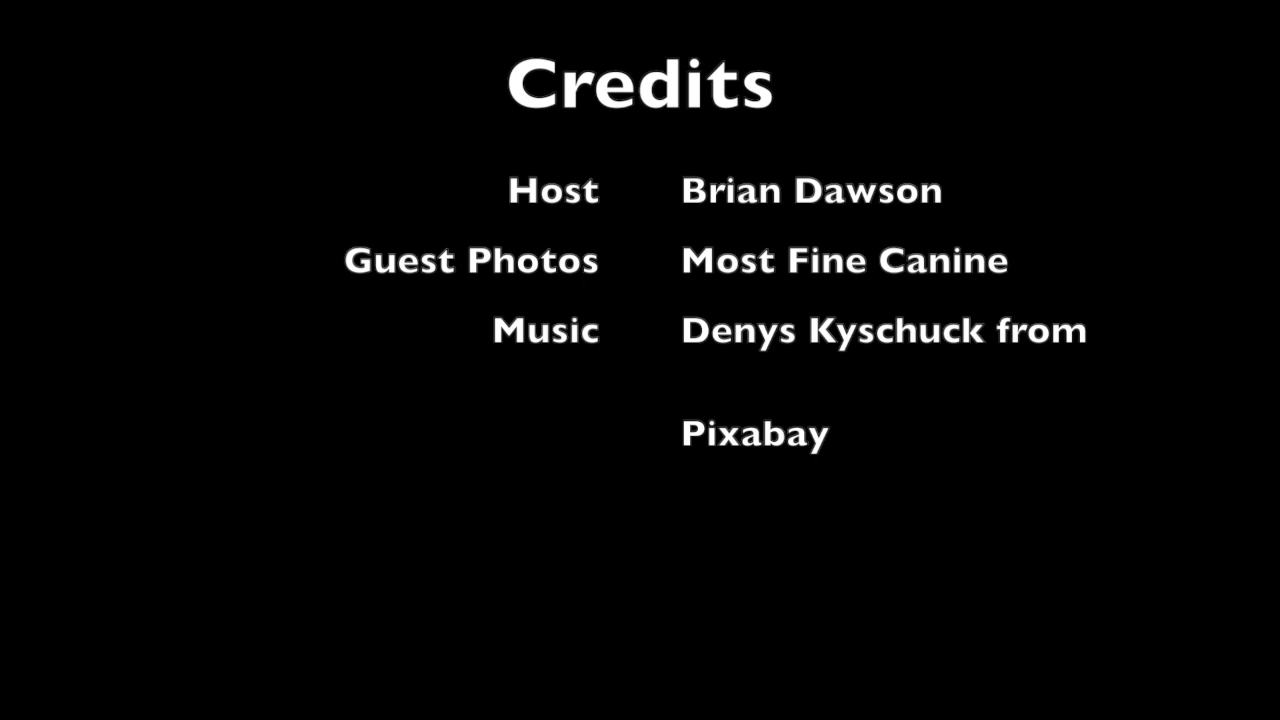 Credits
Host Brian Dawson
Guest Photos Most Fine Canine
Music Denys Kyschuck from
Pixabay